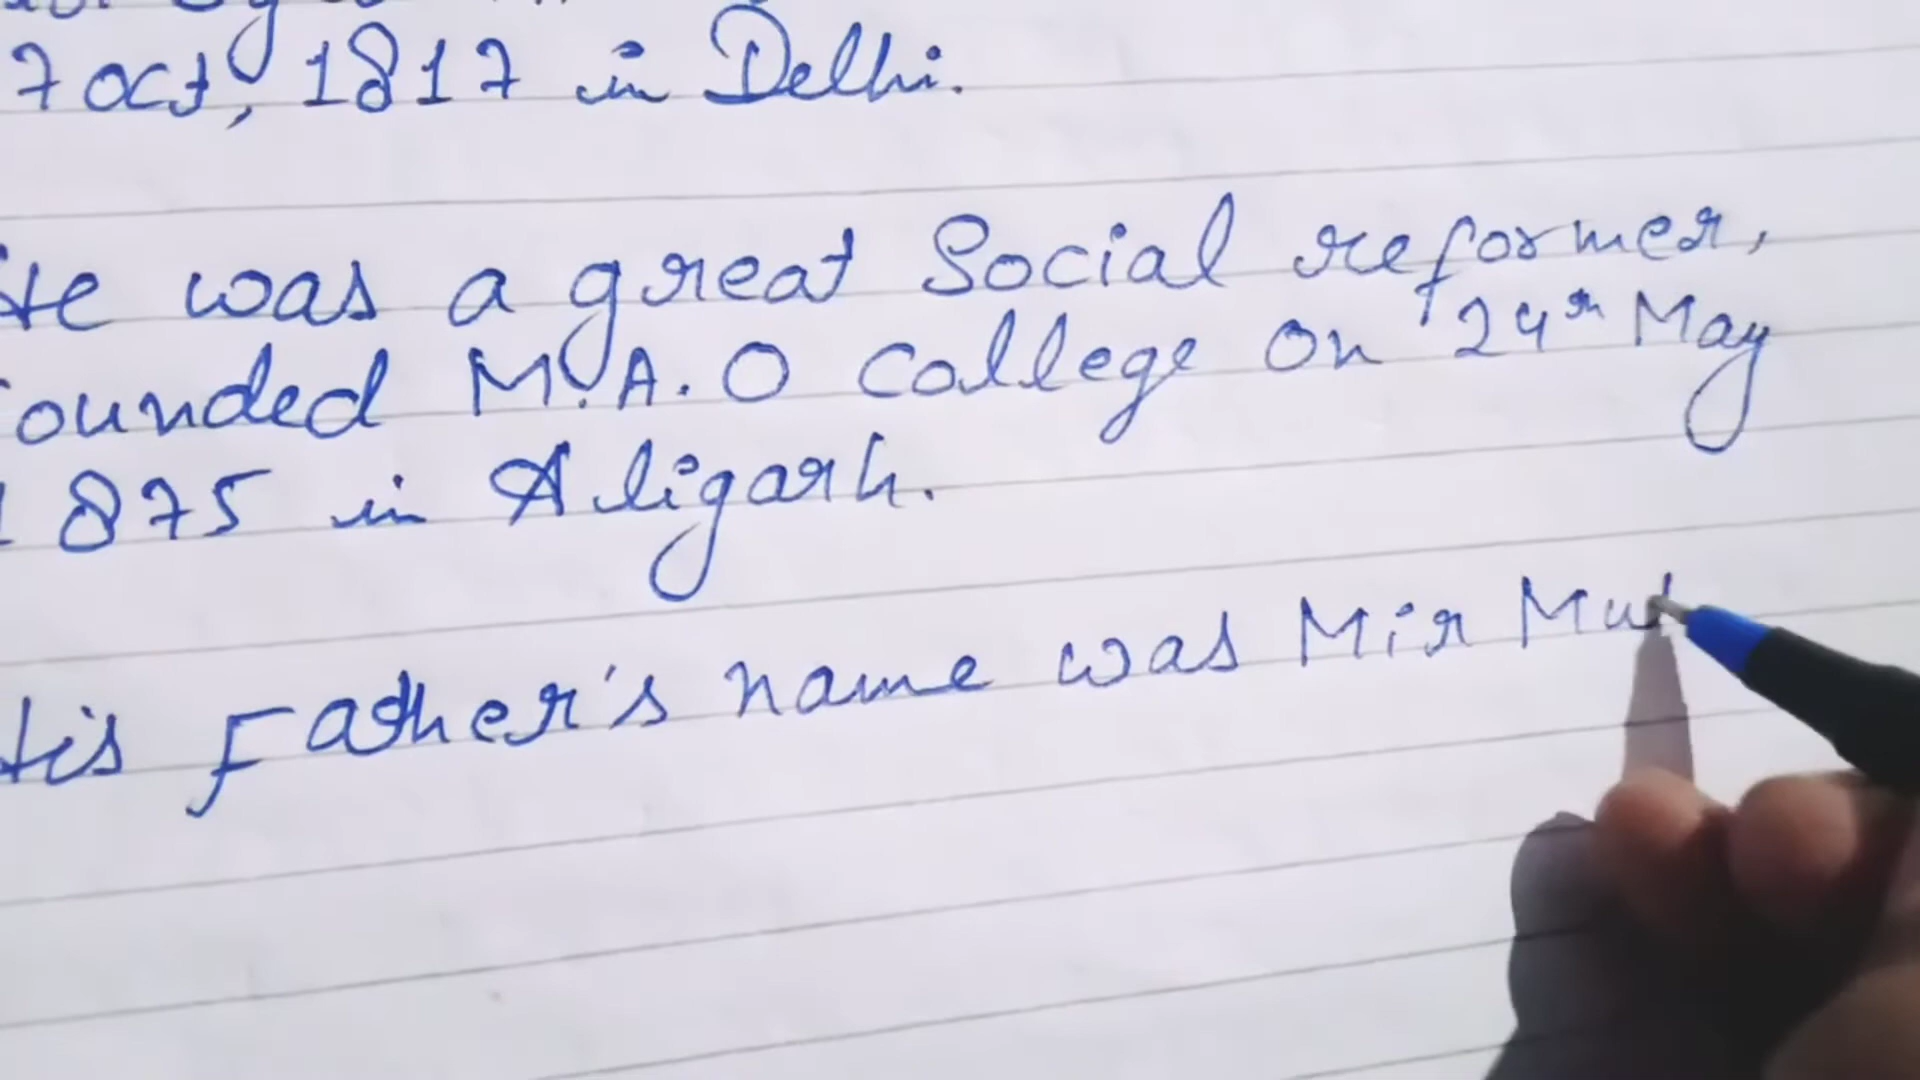 7 oct, 1817 in Delhi.
He was a great Social reformer,
founded M.A.O College On 24th May
1875 in Aligarh.
His Father's name was Mir Mut